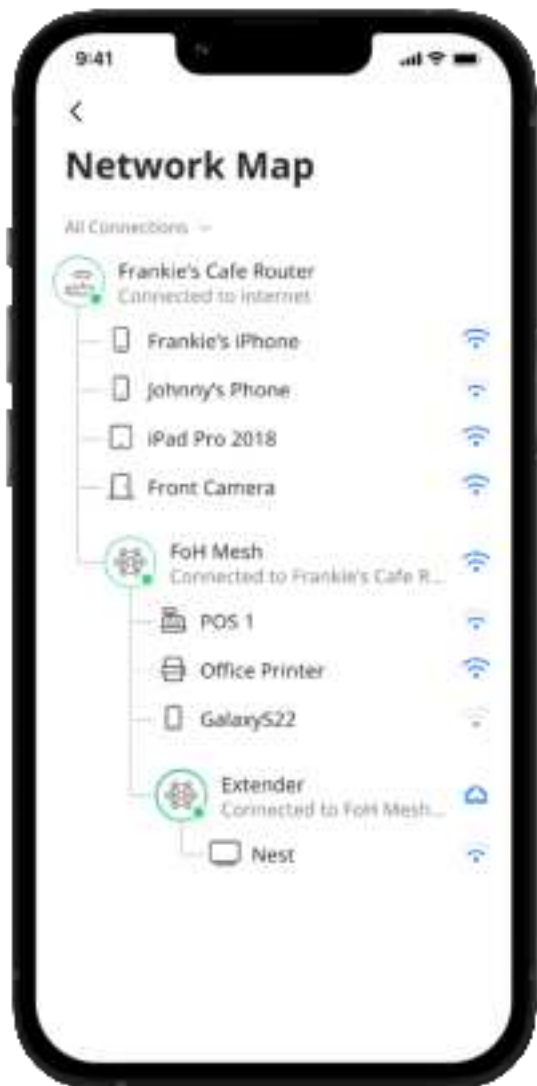 9:41
Network Map
All Connections
Frankie's Cafe Router
Connected to internet
Frankie's iPhone
Johnny's Phone
iPad Pro 2018
Front Camera
FoH Mesh
Connected to Frankie's Cafe R...
POS 1
Office Printer
GalaxyS22
Extender
Connected to FoH Mesh...
Nest